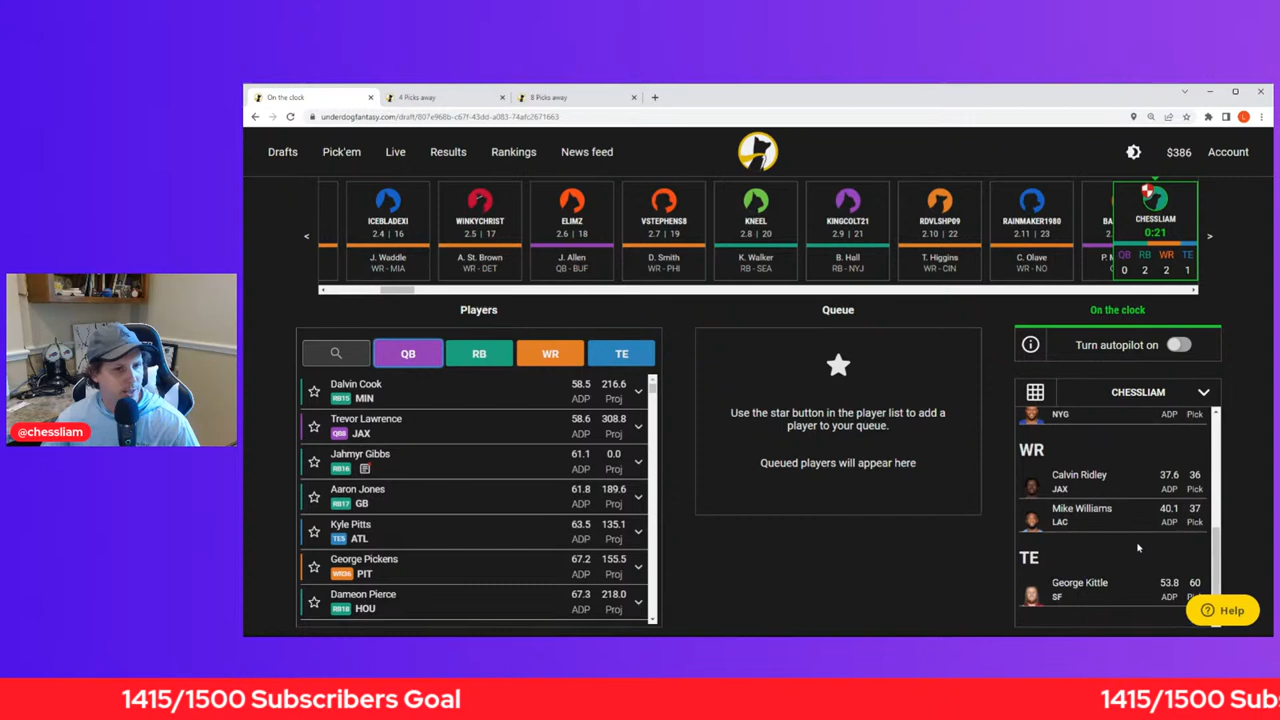 On the clock
4 Picks away
8 Picks away
underdogfantasy.com/draft/807e968b-c67f-43dd-a083-74afc2671663
Drafts Pick'em Live Results Rankings News feed $386 Account
ICEBLADEXI
2.4 | 16
J. Waddle
WR - MIA
WINKYCHRIST
2.5 | 17
A. St. Brown
WR - DET
ELIMZ
2.6 | 18
J. Allen
QB - BUF
VSTEPHENS8
2.7 | 19
D. Smith
WR - PHI
KNEEL
2.8 | 20
K. Walker
RB - SEA
KINGCOLT21
2.9 | 21
B. Hall
RB - NYJ
RDVLSHP09
2.10 | 22
T. Higgins
WR - CIN
RAINMAKER1980
2.11 | 23
C. Olave
WR - NO
CHESSLIAM
0:21
QB RB WR TE
0 2 2 1
Players
QB RB WR TE
Dalvin Cook 58.5 216.6
RB15 MIN ADP Proj
Trevor Lawrence 58.6 308.8
QB8 JAX ADP Proj
Jahmyr Gibbs 61.1 0.0
RB16 ADP Proj
Aaron Jones 61.8 189.6
RB17 GB ADP Proj
Kyle Pitts 63.5 135.1
TE5 ATL ADP Proj
George Pickens 67.2 155.5
WR36 PIT ADP Proj
Dameon Pierce 67.3 218.0
RB18 HOU ADP Proj
Queue
Use the star button in the player list to add a
player to your queue.
Queued players will appear here
On the clock
Turn autopilot on
CHESSLIAM
NYG ADP Pick
WR
Calvin Ridley 37.6 36
JAX ADP Pick
Mike Williams 40.1 37
LAC ADP Pick
TE
George Kittle 53.8 60
SF ADP
Help
@chessliam
1415/1500 Subscribers Goal
1415/1500 Sub